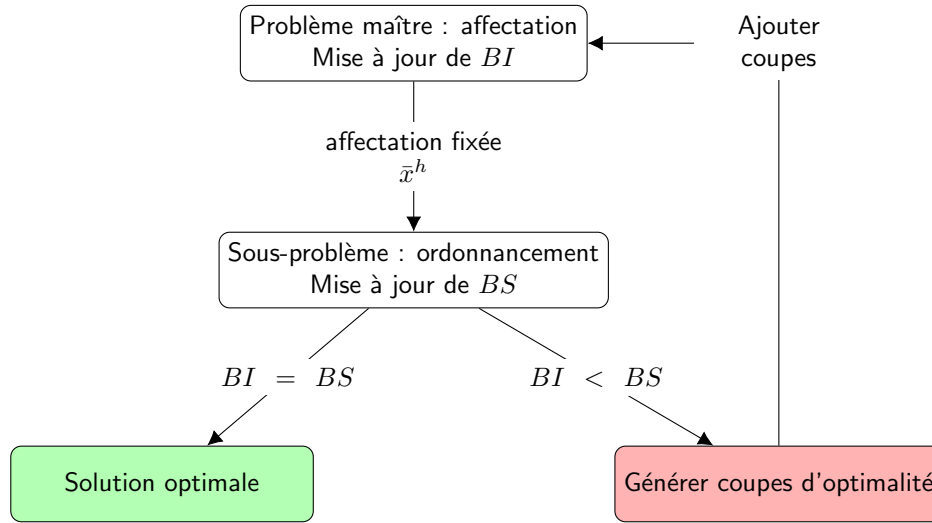 Problème maître : affectation
Mise à jour de BI
Ajouter
coupes
affectation fixée
x̄^h
Sous-problème : ordonnancement
Mise à jour de BS
BI = BS
BI < BS
Solution optimale
Générer coupes d'optimalité